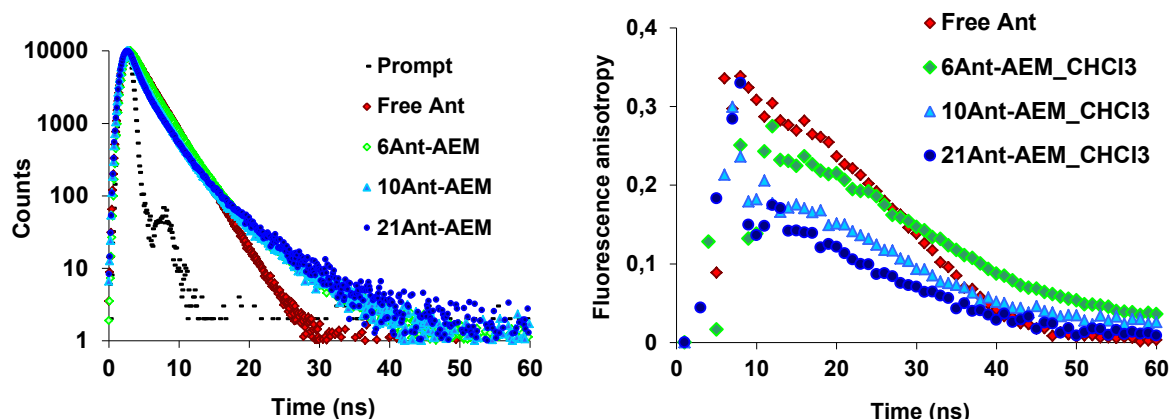 10000
1000
100
10
1
Counts
0 10 20 30 40 50 60
Time (ns)
Prompt
Free Ant
6Ant-AEM
10Ant-AEM
21Ant-AEM
0,4
0,3
0,2
0,1
0
Fluorescence anisotropy
0 10 20 30 40 50 60
Time (ns)
Free Ant
6Ant-AEM_CHCl3
10Ant-AEM_CHCl3
21Ant-AEM_CHCl3